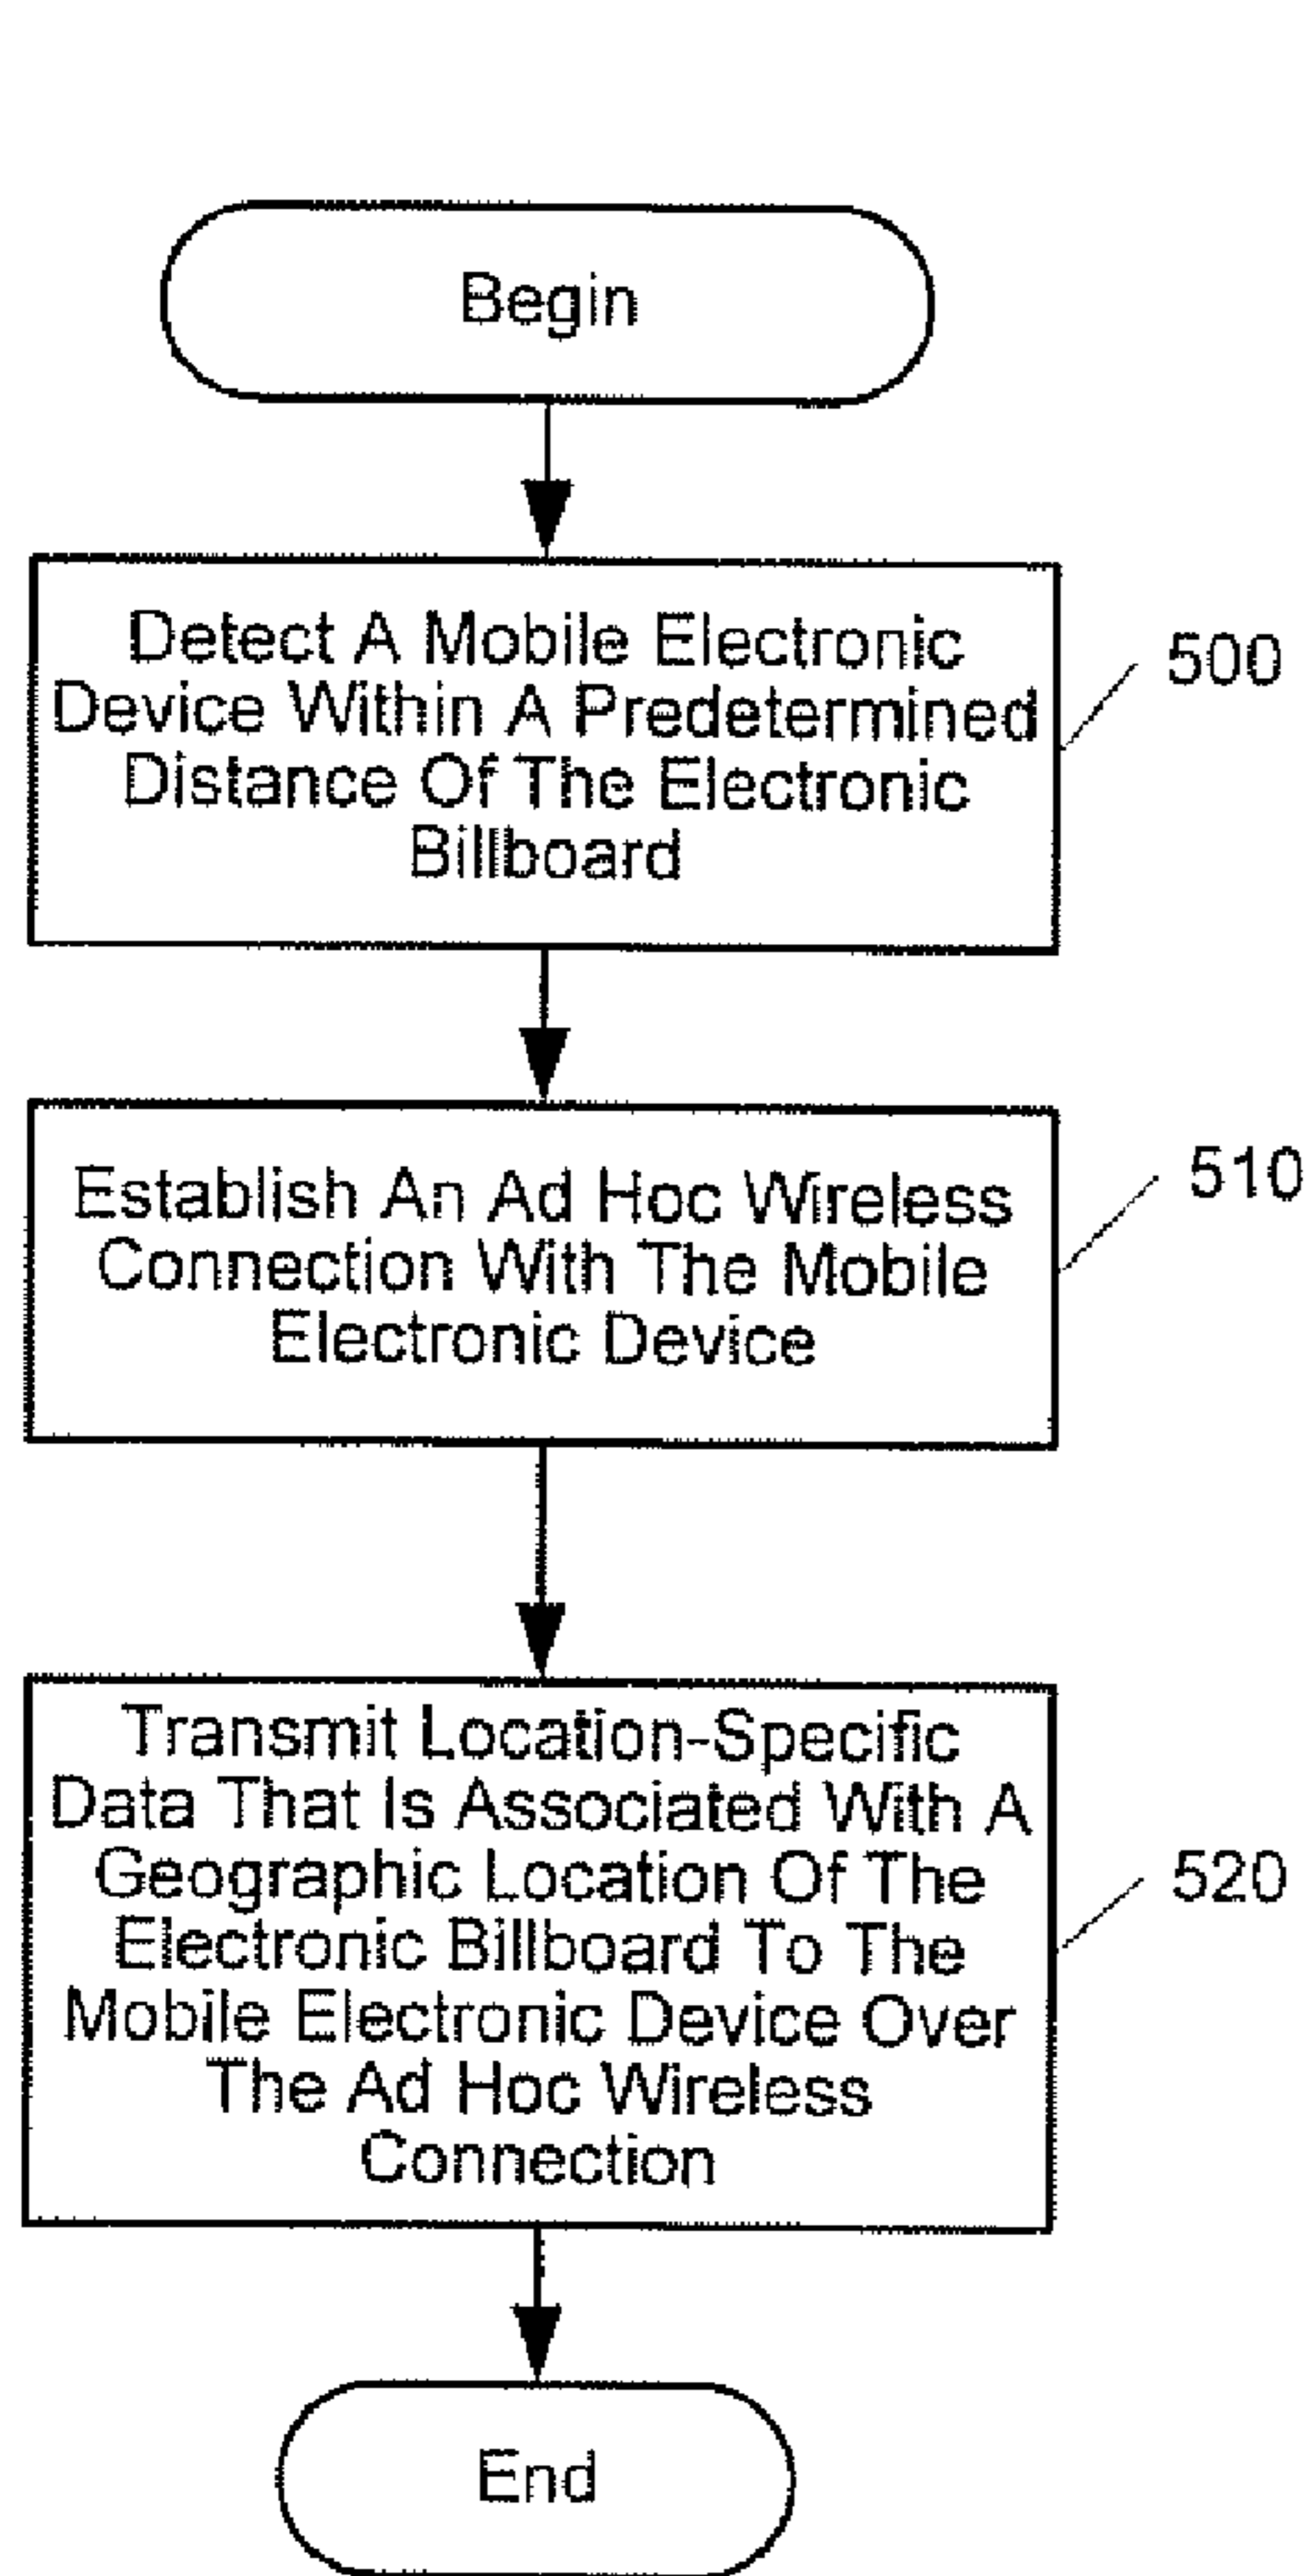 Begin
Detect A Mobile Electronic
Device Within A Predetermined
Distance Of The Electronic
Billboard
500
Establish An Ad Hoc Wireless
Connection With The Mobile
Electronic Device
510
Transmit Location-Specific
Data That Is Associated With A
Geographic Location Of The
Electronic Billboard To The
Mobile Electronic Device Over
The Ad Hoc Wireless
Connection
520
End